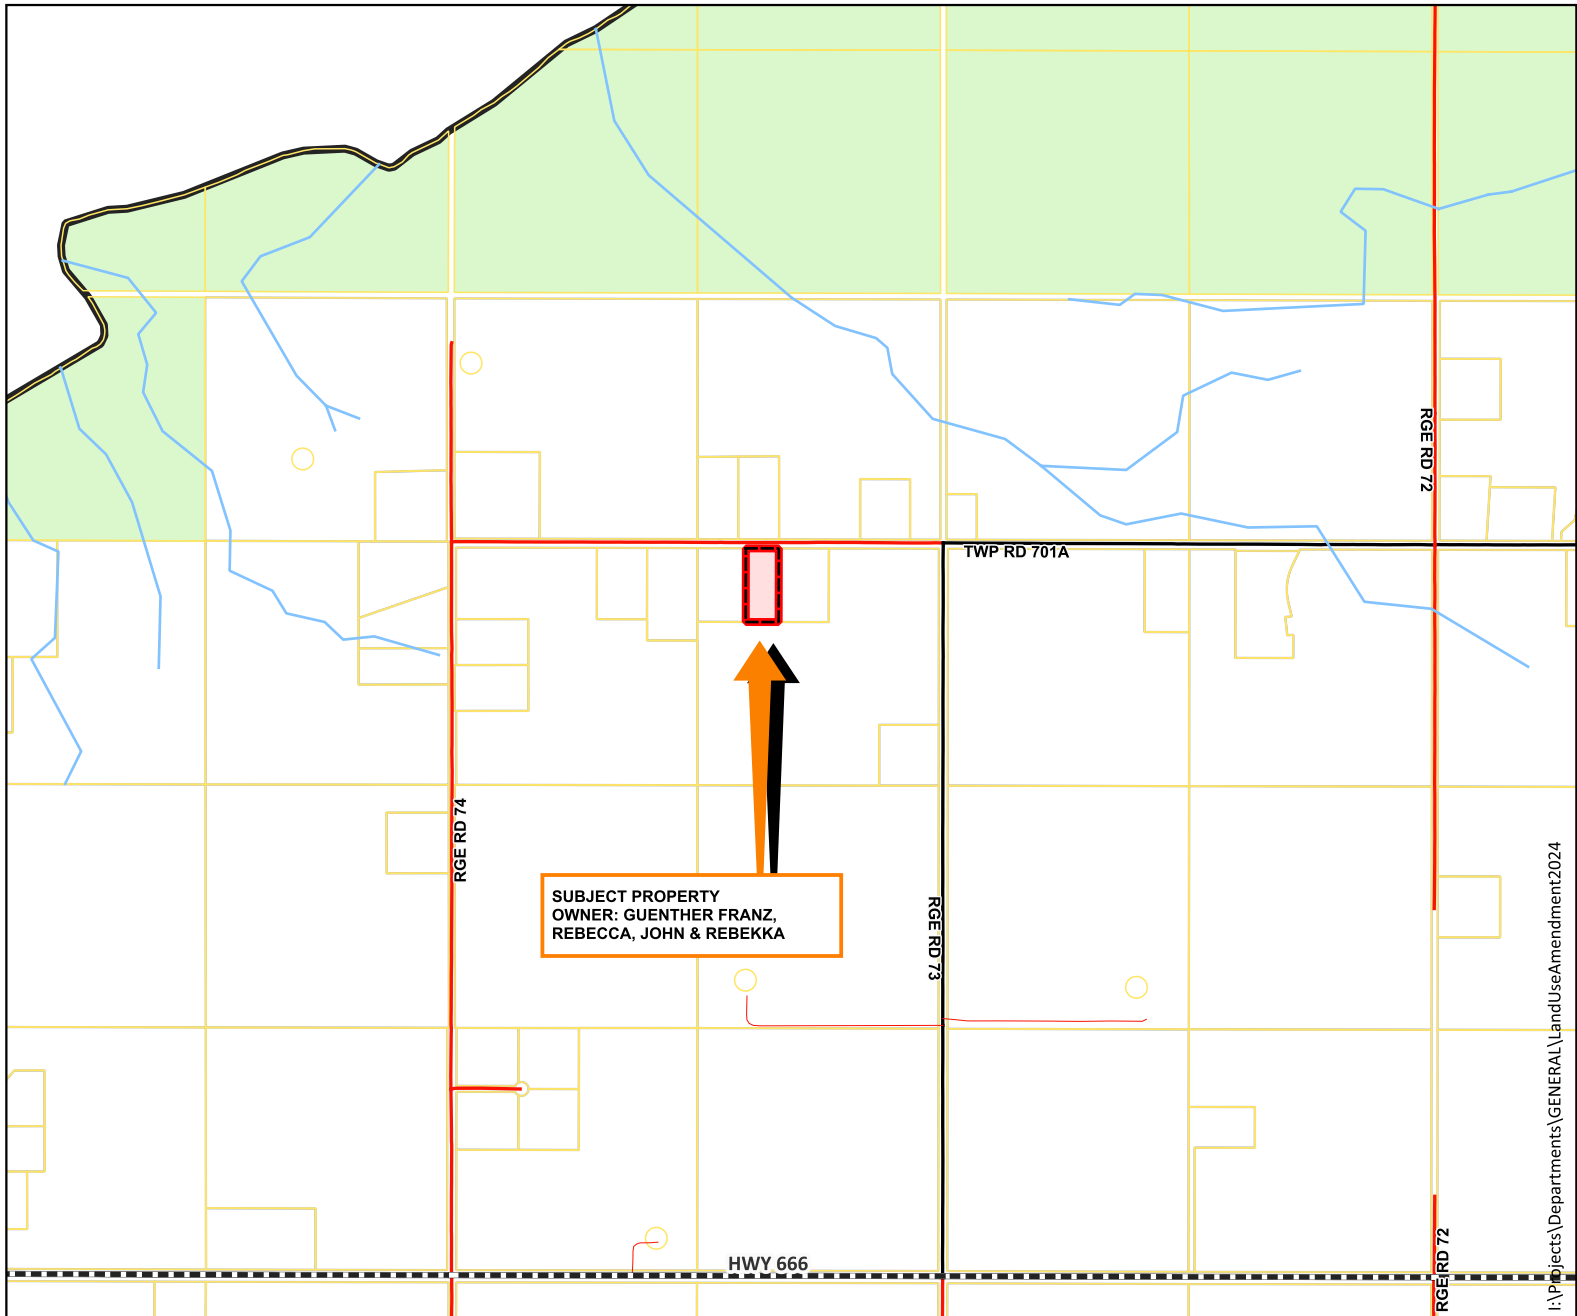 RGE RD 72
TWP RD 701A
RGE RD 74
SUBJECT PROPERTY
OWNER: GUENTHER FRANZ,
REBECCA, JOHN & REBEKKA
RGE RD 73
I:\Projects\Departments\GENERAL\LandUseAmendment2024
HWY 666
RGE RD 72